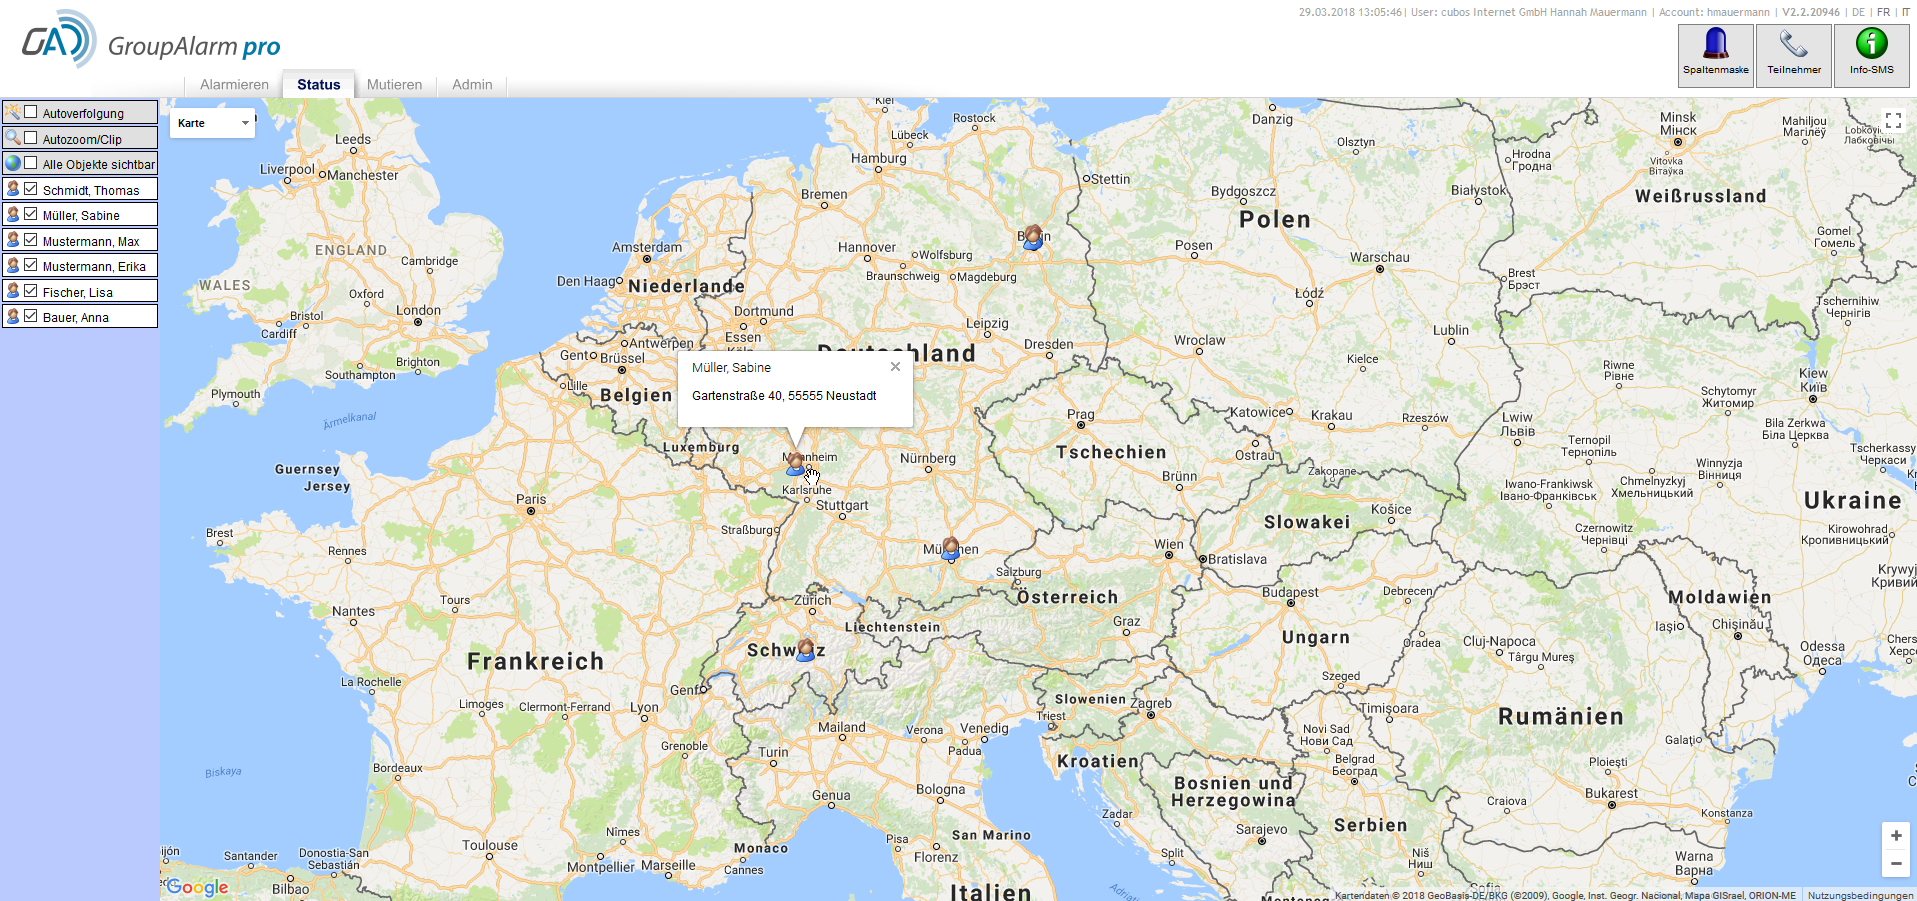 29.03.2018 13:05:46| User: cubos Internet GmbH Hannah Mauermann | Account: hmauermann | V2.2.20946 | DE | FR | IT
GroupAlarm pro
Spaltenmaske Teilnehmer Info-SMS
Alarmieren Status Mutieren Admin
Autoverfolgung
Autozoom/Clip
Alle Objekte sichtbar
Schmidt, Thomas
Müller, Sabine
Mustermann, Max
Mustermann, Erika
Fischer, Lisa
Bauer, Anna
Karte
Müller, Sabine
Gartenstraße 40, 55555 Neustadt
Kiel
Rostock
Lübeck
Hamburg
Bremen
Stettin
Danzig
Olsztyn
Minsk
Минск
Mahiljou
Магілёў
Hrodna
Гродна
Vitovka
Вітаўка
Białystok
Weißrussland
Bydgoszcz
Polen
Posen
Warschau
Gomel
Гомель
Brest
Брэст
Łódź
Tschernihiw
Чернігів
Lublin
Wroclaw
Kielce
Riwne
Рівне
Kiew
Київ
Schytomyr
Житомир
Leeds
Liverpool
Manchester
ENGLAND
Cambridge
WALES
Oxford
London
Bristol
Cardiff
Brighton
Southampton
Plymouth
Ärmelkanal
Guernsey
Jersey
Amsterdam
Den Haag
Niederlande
Hannover
Wolfsburg
Braunschweig
Magdeburg
Dortmund
Essen
Leipzig
Dresden
Deutschland
Antwerpen
Gent
Brüssel
Lille
Belgien
Luxemburg
Karlsruhe
Stuttgart
Straßburg
Nürnberg
Prag
Tschechien
Brünn
Katowice
Krakau
Rzeszów
Ostrau
Zakopane
Lwiw
Львів
Ternopil
Тернопіль
Bila Zerkwa
Біла Церква
Tscherkassy
Черкаси
Winnyzja
Вінниця
Chmelnyzkyj
Хмельницький
Iwano-Frankiwsk
Івано-Франківськ
Ukraine
Czernowitz
Чернівці
Kirowohrad
Кропивницький
Slowakei
Košice
Wien
Bratislava
Salzburg
Österreich
Graz
Budapest
Debrecen
Ungarn
Szeged
Oradea
Cluj-Napoca
Târgu Mureș
Moldawien
Iași
Chișinău
Odessa
Одеса
Brest
Rennes
Paris
Nantes
Tours
Frankreich
La Rochelle
Limoges
Clermont-Ferrand
Lyon
Grenoble
Bordeaux
Biskaya
Toulouse
Nîmes
Montpellier
Marseille
Cannes
Monaco
Santander
Donostia-San
Sebastián
Bilbao
Zürich
Liechtenstein
Schweiz
Genf
Mailand
Turin
Verona
Venedig
Padua
Genua
Bologna
San Marino
Pisa
Florenz
Italien
Slowenien
Triest
Zagreb
Kroatien
Zadar
Split
Bosnien und
Herzegowina
Sarajevo
Novi Sad
Нови Сад
Belgrad
Београд
Serbien
Niš
Ниш
Timișoara
Rumänien
Galați
Ploiești
Bukarest
Craiova
Konstanza
Warna
Варна
Google
Kartendaten © 2018 GeoBasis-DE/BKG (©2009), Google, Inst. Geogr. Nacional, Mapa GISrael, ORION-ME Nutzungsbedingungen